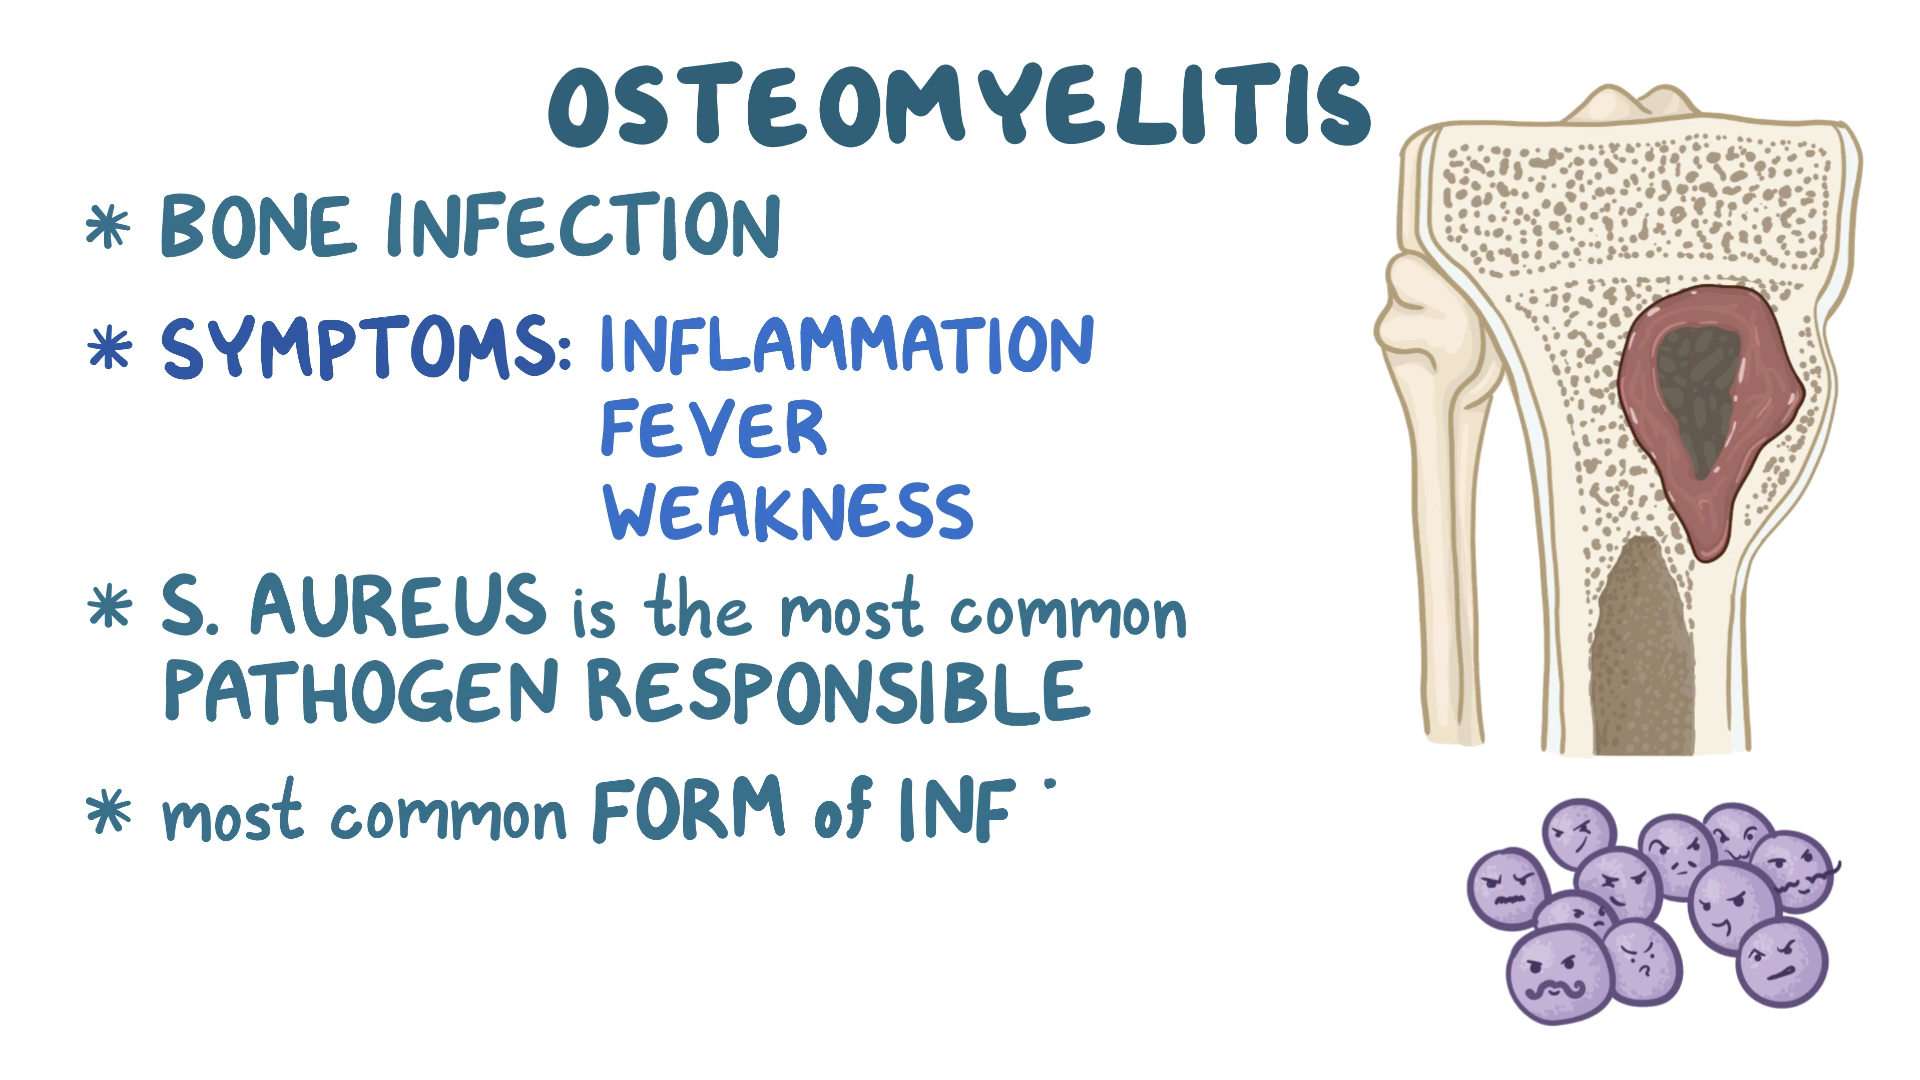 OSTEOMYELITIS
* BONE INFECTION
* SYMPTOMS: INFLAMMATION
FEVER
WEAKNESS
* S. AUREUS is the most common
PATHOGEN RESPONSIBLE
* most common FORM of INF